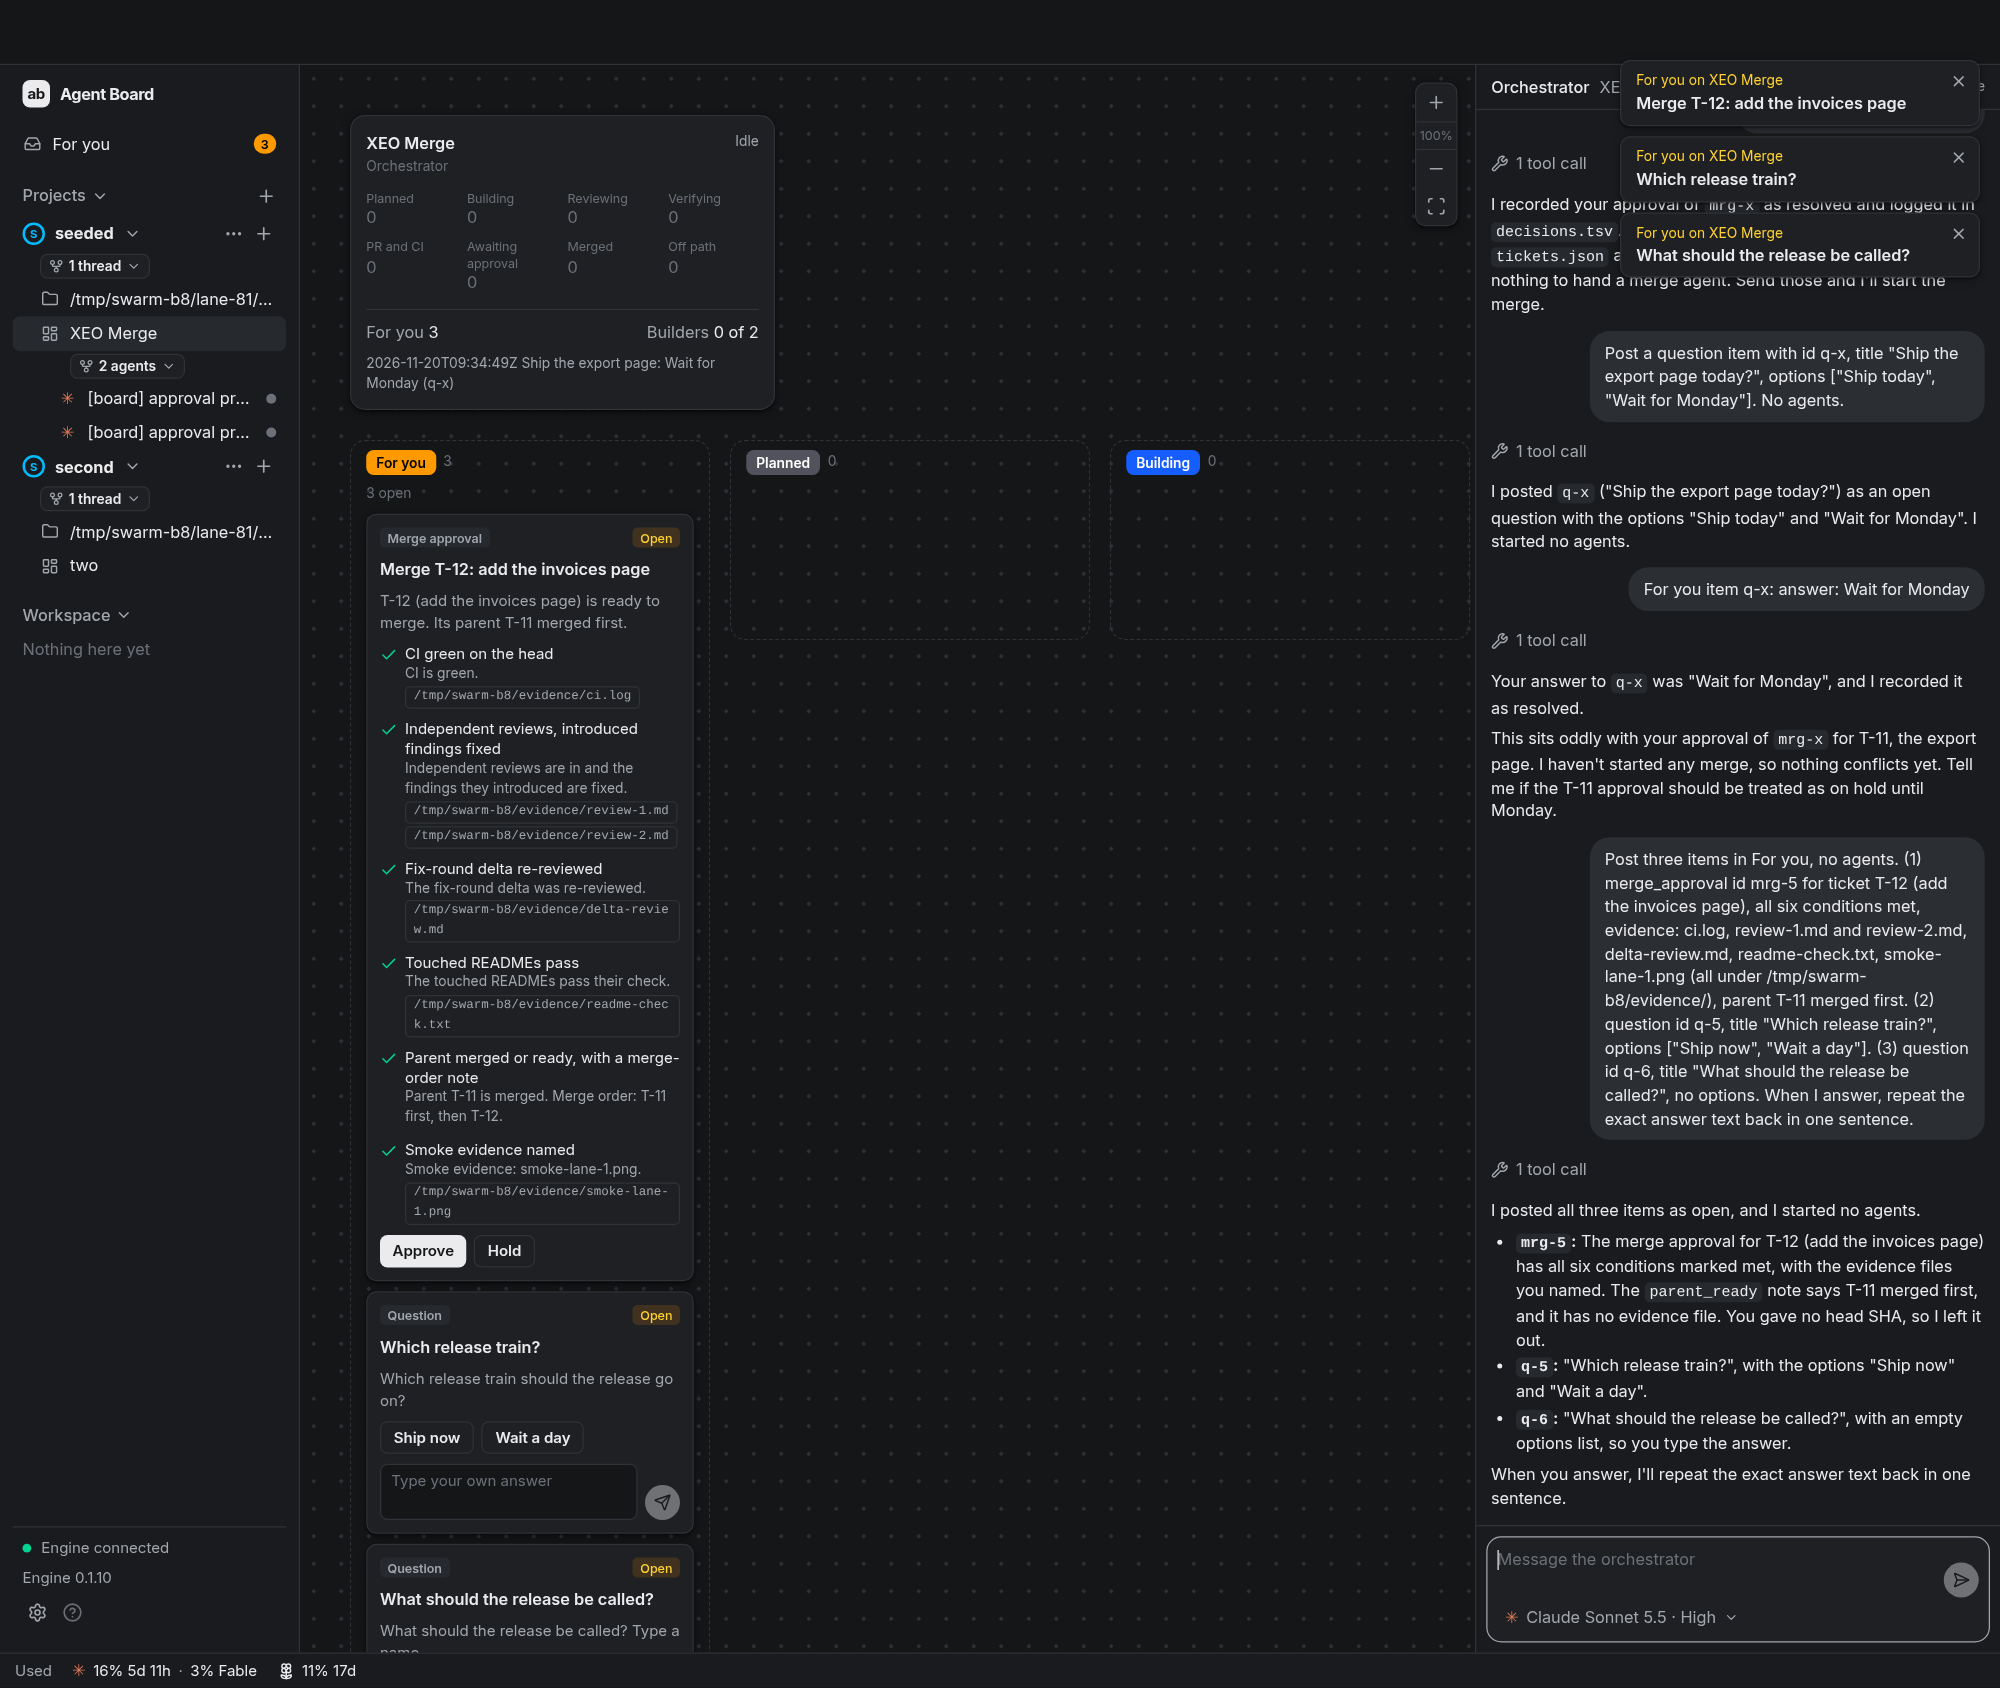 ab Agent Board
For you 3
Projects
seeded
1 thread
/tmp/swarm-b8/lane-81/...
XEO Merge
2 agents
[board] approval pr...
[board] approval pr...
second
1 thread
/tmp/swarm-b8/lane-81/...
two
Workspace
Nothing here yet
Engine connected
Engine 0.1.10
XEO Merge Idle
Orchestrator
Planned Building Reviewing Verifying
0 0 0 0
PR and CI Awaiting approval Merged Off path
0 0 0 0
For you 3 Builders 0 of 2
2026-11-20T09:34:49Z Ship the export page: Wait for
Monday (q-x)
100%
For you 3
3 open
Planned 0
Building 0
Merge approval Open
Merge T-12: add the invoices page
T-12 (add the invoices page) is ready to
merge. Its parent T-11 merged first.
CI green on the head
CI is green.
/tmp/swarm-b8/evidence/ci.log
Independent reviews, introduced
findings fixed
Independent reviews are in and the
findings they introduced are fixed.
/tmp/swarm-b8/evidence/review-1.md
/tmp/swarm-b8/evidence/review-2.md
Fix-round delta re-reviewed
The fix-round delta was re-reviewed.
/tmp/swarm-b8/evidence/delta-revie
w.md
Touched READMEs pass
The touched READMEs pass their check.
/tmp/swarm-b8/evidence/readme-chec
k.txt
Parent merged or ready, with a merge-
order note
Parent T-11 is merged. Merge order: T-11
first, then T-12.
Smoke evidence named
Smoke evidence: smoke-lane-1.png.
/tmp/swarm-b8/evidence/smoke-lane-
1.png
Approve Hold
Question Open
Which release train?
Which release train should the release go
on?
Ship now Wait a day
Type your own answer
Question Open
What should the release be called?
What should the release be called? Type a
Orchestrator XE
For you on XEO Merge
Merge T-12: add the invoices page
For you on XEO Merge
Which release train?
For you on XEO Merge
What should the release be called?
1 tool call
I recorded your approval of mrg-x as resolved and logged it in
decisions.tsv.
tickets.json a
nothing to hand a merge agent. Send those and I'll start the
merge.
Post a question item with id q-x, title "Ship the
export page today?", options ["Ship today",
"Wait for Monday"]. No agents.
1 tool call
I posted q-x ("Ship the export page today?") as an open
question with the options "Ship today" and "Wait for Monday". I
started no agents.
For you item q-x: answer: Wait for Monday
1 tool call
Your answer to q-x was "Wait for Monday", and I recorded it
as resolved.
This sits oddly with your approval of mrg-x for T-11, the export
page. I haven't started any merge, so nothing conflicts yet. Tell
me if the T-11 approval should be treated as on hold until
Monday.
Post three items in For you, no agents. (1)
merge_approval id mrg-5 for ticket T-12 (add
the invoices page), all six conditions met,
evidence: ci.log, review-1.md and review-2.md,
delta-review.md, readme-check.txt, smoke-
lane-1.png (all under /tmp/swarm-
b8/evidence/), parent T-11 merged first. (2)
question id q-5, title "Which release train?",
options ["Ship now", "Wait a day"]. (3) question
id q-6, title "What should the release be
called?", no options. When I answer, repeat the
exact answer text back in one sentence.
1 tool call
I posted all three items as open, and I started no agents.
• mrg-5: The merge approval for T-12 (add the invoices page)
has all six conditions marked met, with the evidence files
you named. The parent_ready note says T-11 merged first,
and it has no evidence file. You gave no head SHA, so I left it
out.
• q-5: "Which release train?", with the options "Ship now"
and "Wait a day".
• q-6: "What should the release be called?", with an empty
options list, so you type the answer.
When you answer, I'll repeat the exact answer text back in one
sentence.
Message the orchestrator
Claude Sonnet 5.5 · High
Used 16% 5d 11h · 3% Fable 11% 17d